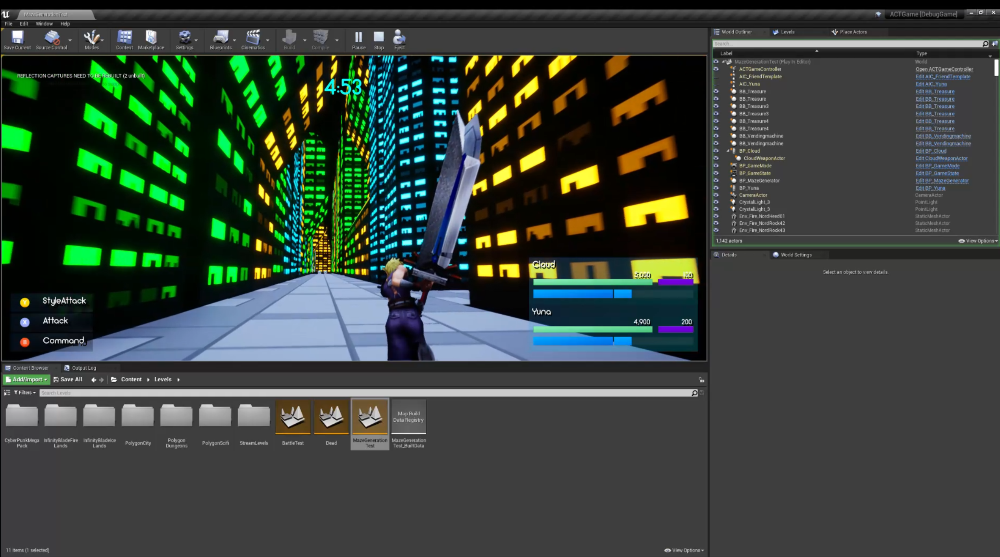 MazeGenerationTest
ACTGame [DebugGame]
File Edit Window Help
Save Current Source Control Modes Content Marketplace Settings Blueprints Cinematics Build Compile Pause Stop Eject
REFLECTION CAPTURES NEED TO BE REBUILT (2 unbuilt)
4:53
Y StyleAttack
X Attack
B Command
Cloud
5,000
Yuna
4,900 200
World Outliner Levels Place Actors
Search...
Label Type
MazeGenerationTest (Play In Editor) World
ACTGameController Open ACTGameController
AIC_FriendTemplate Edit AIC_FriendTemplate
AIC_Yuna Edit AIC_Yuna
BB_Treasure Edit BB_Treasure
BB_Treasure Edit BB_Treasure
BB_Treasure3 Edit BB_Treasure
BB_Treasure3 Edit BB_Treasure
BB_Treasure4 Edit BB_Treasure
BB_Treasure4 Edit BB_Treasure
BB_Vendingmachine Edit BB_Vendingmachine
BB_Vendingmachine Edit BB_Vendingmachine
BP_Cloud Edit BP_Cloud
CloudWeaponActor Edit CloudWeaponActor
BP_GameMode Edit BP_GameMode
BP_GameState Edit BP_GameState
BP_MazeGenerator Edit BP_MazeGenerator
BP_Yuna Edit BP_Yuna
CameraActor CameraActor
CrystalLight_3 PointLight
CrystalLight_3 PointLight
Env_Fire_NordHeed01 StaticMeshActor
Env_Fire_NordRock42 StaticMeshActor
Env_Fire_NordRock43 StaticMeshActor
1,142 actors View Options
Details World Settings
Select an object to view details.
Content Browser Output Log
Add/Import Save All Content Levels
Filters Search Levels
CyberPunkMega
Pack
InfinityBladeFire
Lands
InfinityBladeIce
Lands
PolygonCity
Polygon
Dungeons
PolygonScifi
StreamLevels
BattleTest
Dead
MazeGeneration
Test
Map Build
Data Registry
MazeGeneration
Test_BuiltData
11 items (1 selected) View Options